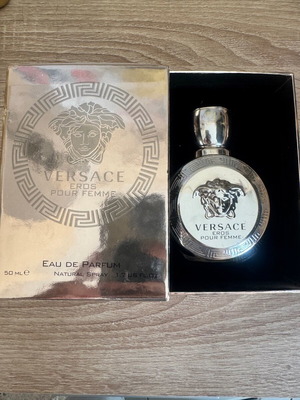 VERSACE
EROS
POUR FEMME
EAU DE PARFUM
50 ML ℮
NATURAL SPRAY
VERSACE
EROS
POUR FEMME